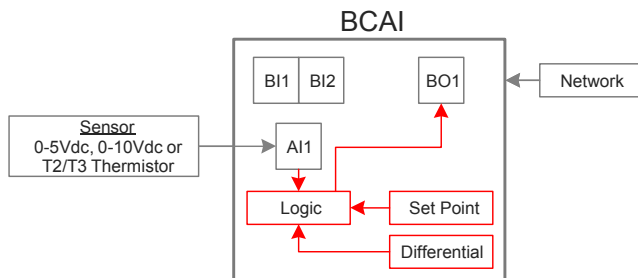 BCAI
BI1 BI2
BO1
Network
Sensor
0-5Vdc, 0-10Vdc or
T2/T3 Thermistor
AI1
Logic
Set Point
Differential